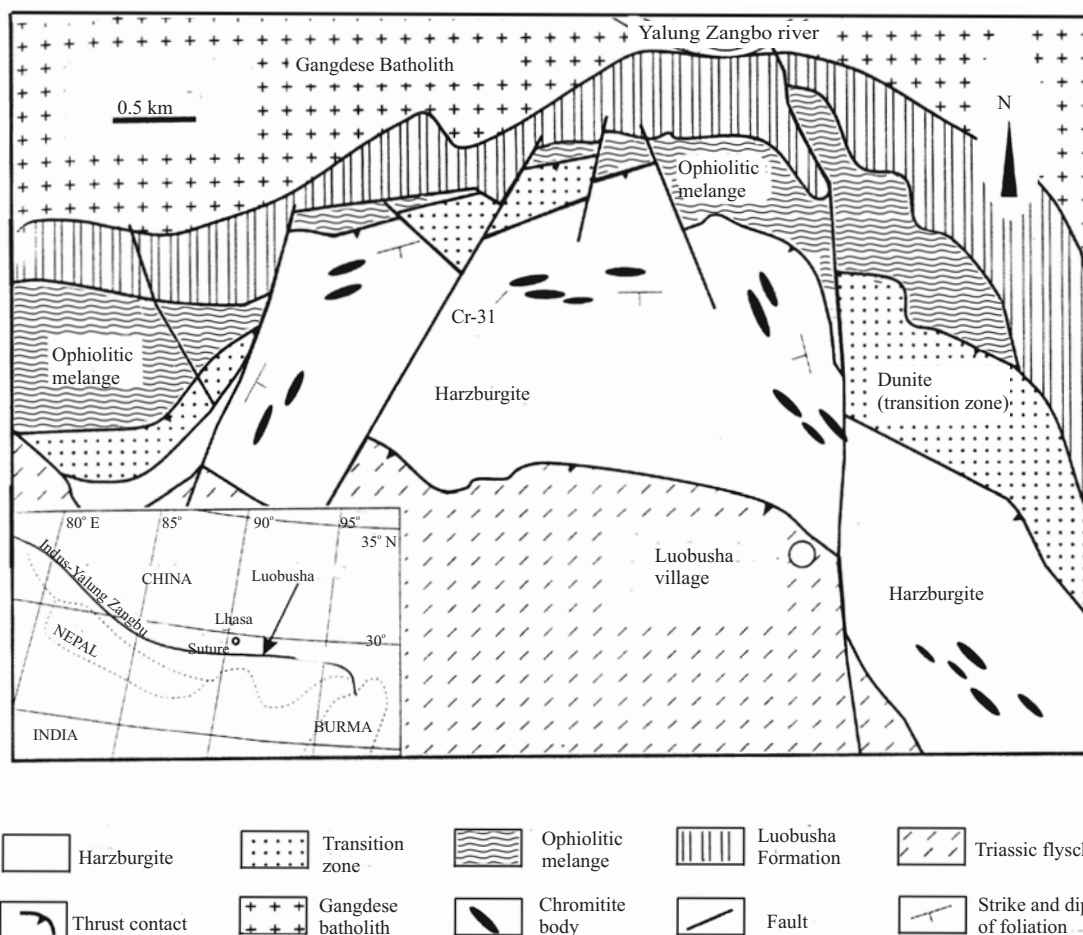 Yalung Zangbo river
Gangdese Batholith
0.5 km
N
Ophiolitic
melange
Cr-31
Ophiolitic
melange
Harzburgite
Dunite
(transition zone)
Luobusha
village
Harzburgite
80° E
85°
90°
95°
35° N
Indus-Yalung Zangbu
CHINA
Luobusha
Lhasa
Suture
30°
NEPAL
INDIA
BURMA
Harzburgite
Transition
zone
Ophiolitic
melange
Luobusha
Formation
Triassic flysch
Thrust contact
Gangdese
batholith
Chromitite
body
Fault
Strike and dip
of foliation